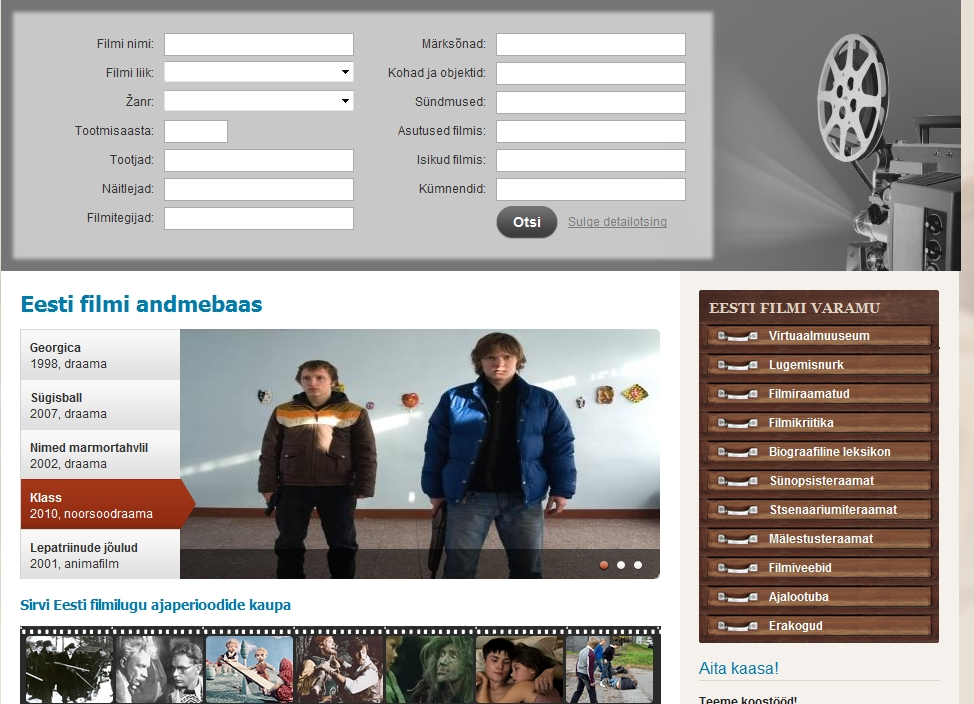 Filmi nimi:
Filmi liik:
Žanr:
Tootmisaasta:
Tootjad:
Näitlejad:
Filmitegijad:
Märksõnad:
Kohad ja objektid:
Sündmused:
Asutused filmis:
Isikud filmis:
Kümnendid:
Otsi
Sulge detailotsing
Eesti filmi andmebaas
Georgica
1998, draama
Sügisball
2007, draama
Nimed marmortahvlil
2002, draama
Klass
2010, noorsoodraama
Lepatriinude jõulud
2001, animafilm
Sirvi Eesti filmilugu ajaperioodide kaupa
EESTI FILMI VARAMU
Virtuaalmuuseum
Lugemisnurk
Filmiraamatud
Filmikriitika
Biograafiline leksikon
Sünopsisteraamat
Stsenaariumiteraamat
Mälestusteraamat
Filmiveebid
Ajalootuba
Erakogud
Aita kaasa!
Teeme koostööd!